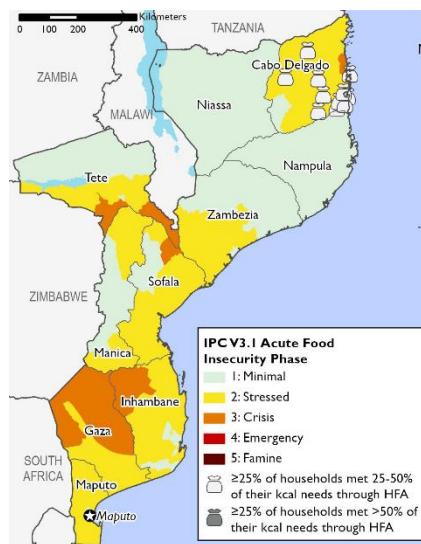 0 100 200 400
Kilometers
TANZANIA
ZAMBIA
Cabo Delgado
MALAWI
Niassa
Nampula
Tete
Zambezia
Sofala
ZIMBABWE
Manica
Inhambane
Gaza
SOUTH
AFRICA
Maputo
Maputo
IPC V3.1 Acute Food
Insecurity Phase
1: Minimal
2: Stressed
3: Crisis
4: Emergency
5: Famine
≥25% of households met 25-50%
of their kcal needs through HFA
≥25% of households met >50% of
their kcal needs through HFA